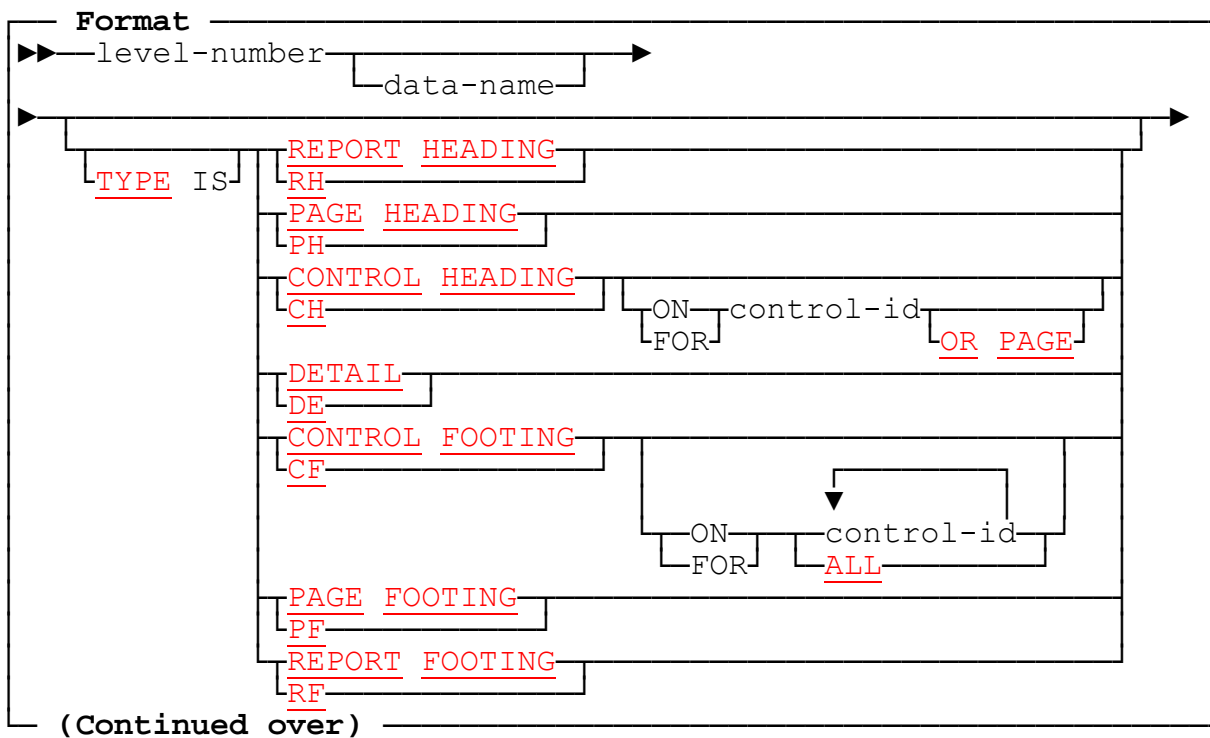 Format
level-number
data-name
REPORT HEADING
TYPE IS RH
PAGE HEADING
PH
CONTROL HEADING
CH ON control-id
FOR OR PAGE
DETAIL
DE
CONTROL FOOTING
CF
ON control-id
FOR ALL
PAGE FOOTING
PF
REPORT FOOTING
RF
(Continued over)